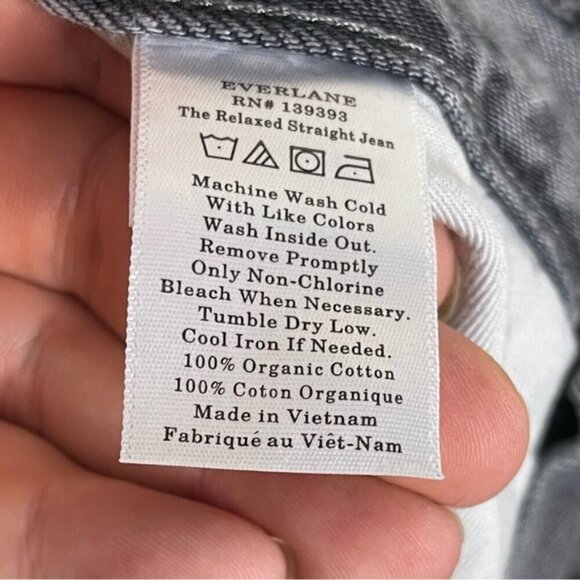 EVERLANE
RN# 139393
The Relaxed Straight Jean
Machine Wash Cold
With Like Colors
Wash Inside Out.
Remove Promptly
Only Non-Chlorine
Bleach When Necessary.
Tumble Dry Low.
Cool Iron If Needed.
100% Organic Cotton
100% Coton Organique
Made in Vietnam
Fabriqué au Viêt-Nam